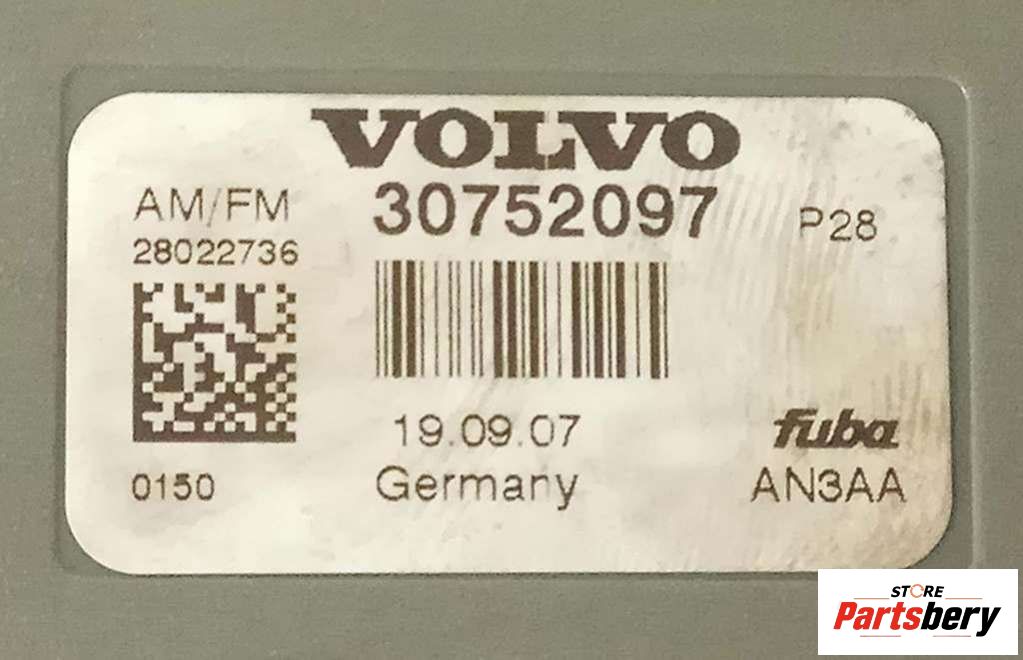 VOLVO
AM/FM 30752097 P28
28022736
19.09.07 fuba
0150 Germany AN3AA
STORE
Partsbery